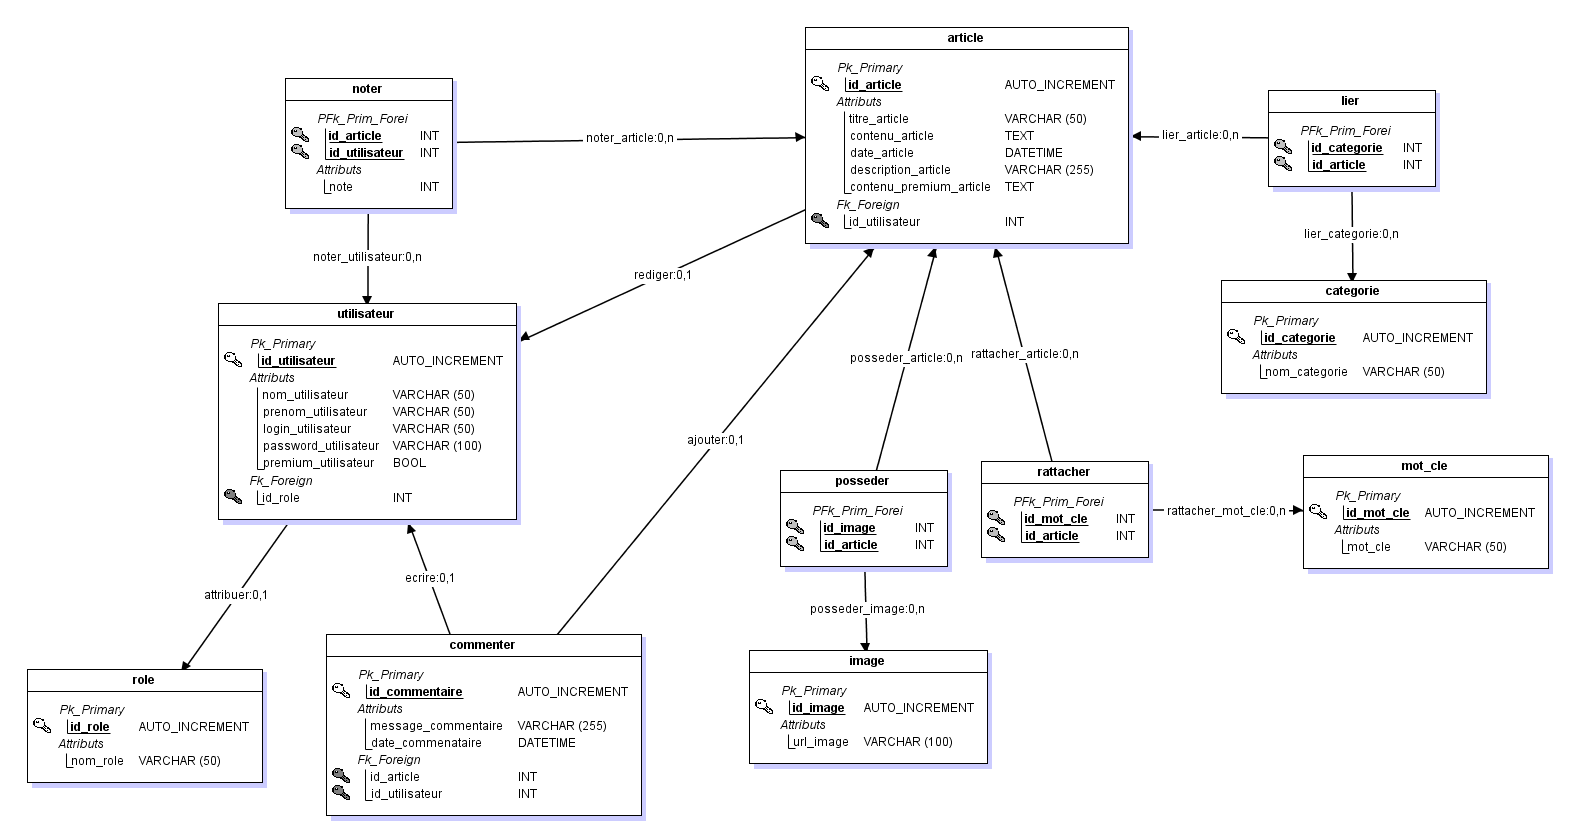 article
Pk_Primary
id_article AUTO_INCREMENT
Attributs
titre_article VARCHAR (50)
contenu_article TEXT
date_article DATETIME
description_article VARCHAR (255)
contenu_premium_article TEXT
Fk_Foreign
id_utilisateur INT
noter
PFk_Prim_Forei
id_article INT
id_utilisateur INT
Attributs
note INT
noter_article:0,n
lier
PFk_Prim_Forei
id_categorie INT
id_article INT
lier_article:0,n
lier_categorie:0,n
noter_utilisateur:0,n
rediger:0,1
categorie
Pk_Primary
id_categorie AUTO_INCREMENT
Attributs
nom_categorie VARCHAR (50)
utilisateur
Pk_Primary
id_utilisateur AUTO_INCREMENT
Attributs
nom_utilisateur VARCHAR (50)
prenom_utilisateur VARCHAR (50)
login_utilisateur VARCHAR (50)
password_utilisateur VARCHAR (100)
premium_utilisateur BOOL
Fk_Foreign
id_role INT
posseder_article:0,n
rattacher_article:0,n
ajouter:0,1
posseder
PFk_Prim_Forei
id_image INT
id_article INT
rattacher
PFk_Prim_Forei
id_mot_cle INT
id_article INT
rattacher_mot_cle:0,n
mot_cle
Pk_Primary
id_mot_cle AUTO_INCREMENT
Attributs
mot_cle VARCHAR (50)
ecrire:0,1
attribuer:0,1
posseder_image:0,n
role
Pk_Primary
id_role AUTO_INCREMENT
Attributs
nom_role VARCHAR (50)
commenter
Pk_Primary
id_commentaire AUTO_INCREMENT
Attributs
message_commentaire VARCHAR (255)
date_commenataire DATETIME
Fk_Foreign
id_article INT
id_utilisateur INT
image
Pk_Primary
id_image AUTO_INCREMENT
Attributs
url_image VARCHAR (100)